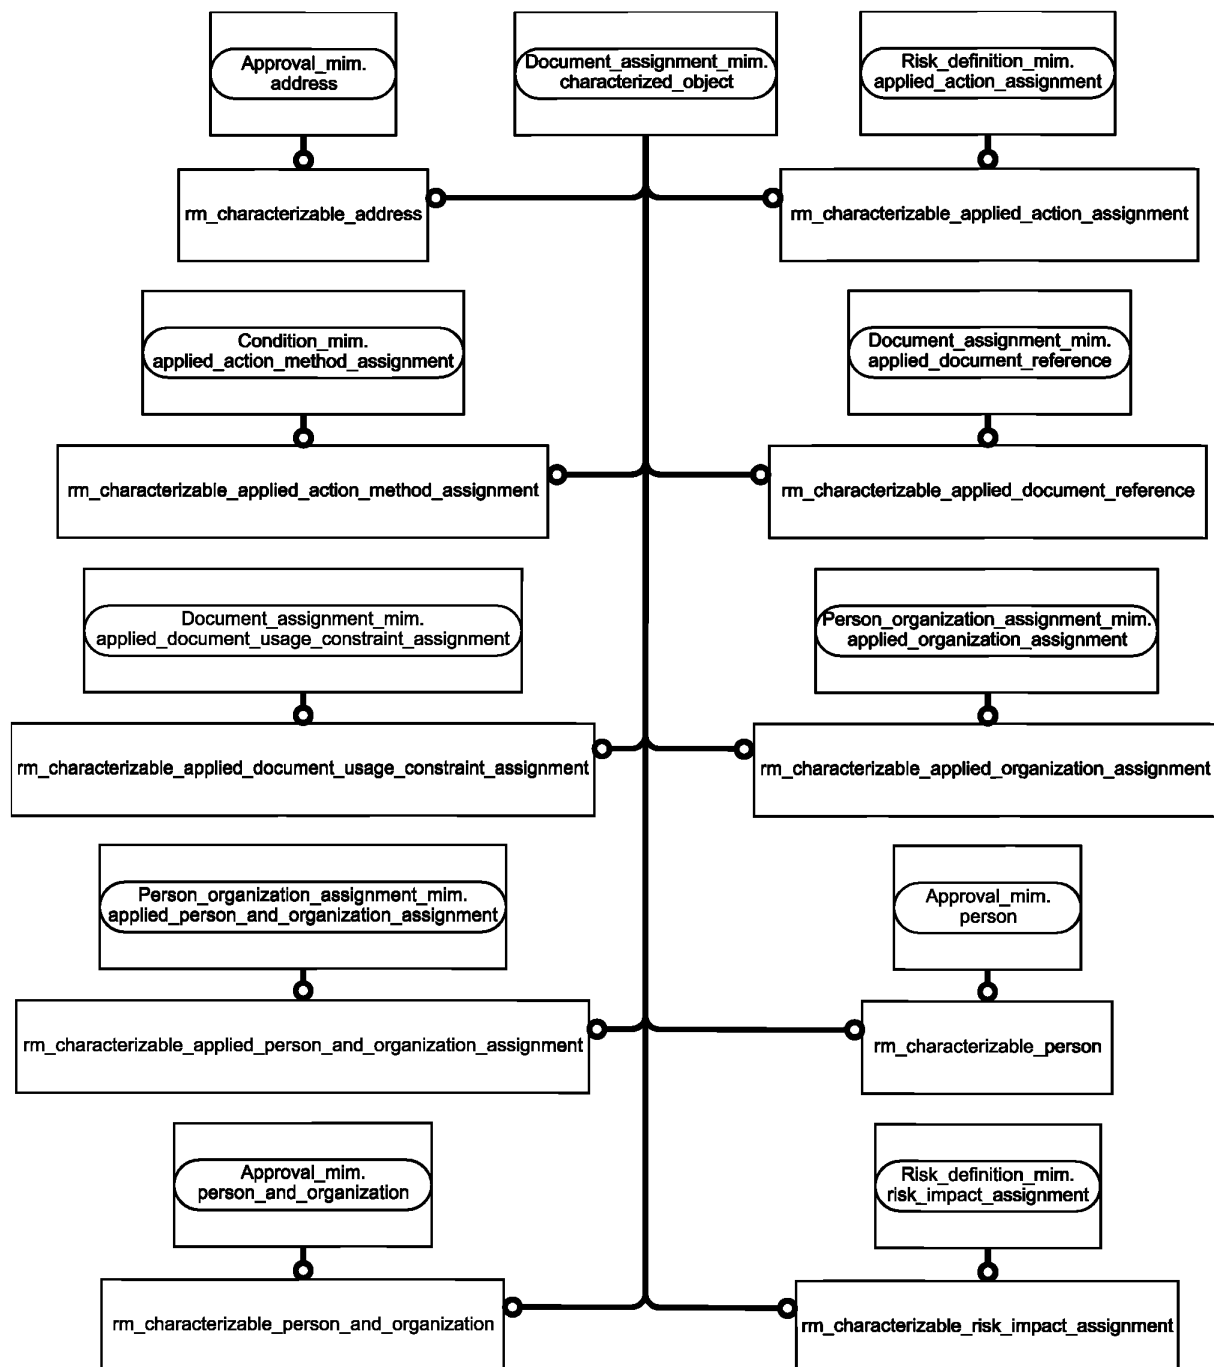 Approval_mim.
address
Document_assignment_mim.
characterized_object
Risk_definition_mim.
applied_action_assignment
rm_characterizable_address
rm_characterizable_applied_action_assignment
Condition_mim.
applied_action_method_assignment
Document_assignment_mim.
applied_document_reference
rm_characterizable_applied_action_method_assignment
rm_characterizable_applied_document_reference
Document_assignment_mim.
applied_document_usage_constraint_assignment
Person_organization_assignment_mim.
applied_organization_assignment
rm_characterizable_applied_document_usage_constraint_assignment
rm_characterizable_applied_organization_assignment
Person_organization_assignment_mim.
applied_person_and_organization_assignment
Approval_mim.
person
rm_characterizable_applied_person_and_organization_assignment
rm_characterizable_person
Approval_mim.
person_and_organization
Risk_definition_mim.
risk_impact_assignment
rm_characterizable_person_and_organization
rm_characterizable_risk_impact_assignment